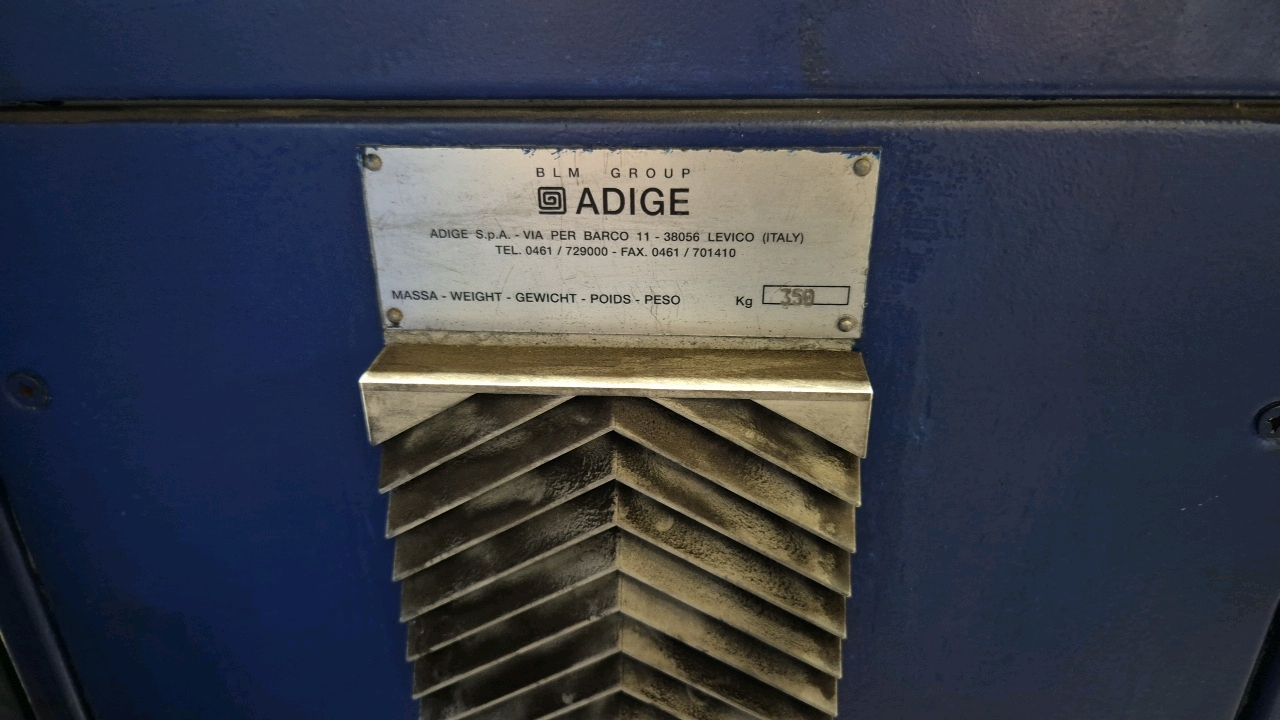 BLM GROUP
ADIGE
ADIGE S.p.A. - VIA PER BARCO 11 - 38056 LEVICO (ITALY)
TEL. 0461 / 729000 - FAX. 0461 / 701410
MASSA - WEIGHT - GEWICHT - POIDS - PESO Kg 350